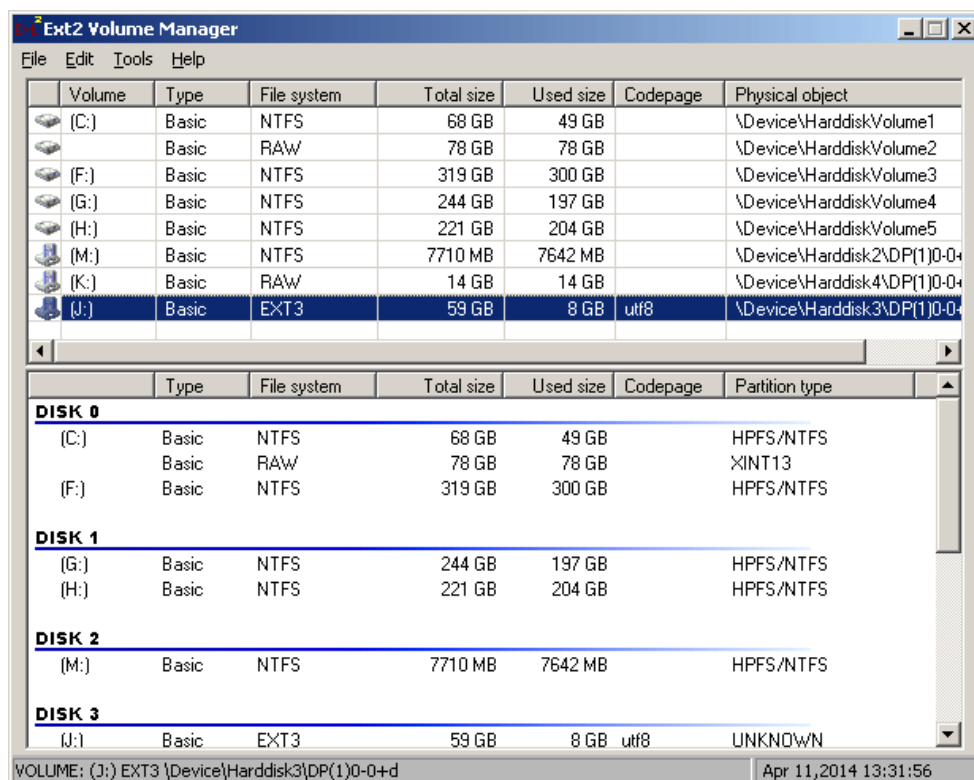 Ext2 Volume Manager
File Edit Tools Help
Volume Type File system Total size Used size Codepage Physical object
(C:) Basic NTFS 68 GB 49 GB \Device\HarddiskVolume1
Basic RAW 78 GB 78 GB \Device\HarddiskVolume2
(F:) Basic NTFS 319 GB 300 GB \Device\HarddiskVolume3
(G:) Basic NTFS 244 GB 197 GB \Device\HarddiskVolume4
(H:) Basic NTFS 221 GB 204 GB \Device\HarddiskVolume5
(M:) Basic NTFS 7710 MB 7642 MB \Device\Harddisk2\DP(1)0-0+
(K:) Basic RAW 14 GB 14 GB \Device\Harddisk4\DP(1)0-0+
(J:) Basic EXT3 59 GB 8 GB utf8 \Device\Harddisk3\DP(1)0-0+
Type File system Total size Used size Codepage Partition type
DISK 0
(C:) Basic NTFS 68 GB 49 GB HPFS/NTFS
Basic RAW 78 GB 78 GB XINT13
(F:) Basic NTFS 319 GB 300 GB HPFS/NTFS
DISK 1
(G:) Basic NTFS 244 GB 197 GB HPFS/NTFS
(H:) Basic NTFS 221 GB 204 GB HPFS/NTFS
DISK 2
(M:) Basic NTFS 7710 MB 7642 MB HPFS/NTFS
DISK 3
(J:) Basic EXT3 59 GB 8 GB utf8 UNKNOWN
VOLUME: (J:) EXT3 \Device\Harddisk3\DP(1)0-0+d Apr 11,2014 13:31:56